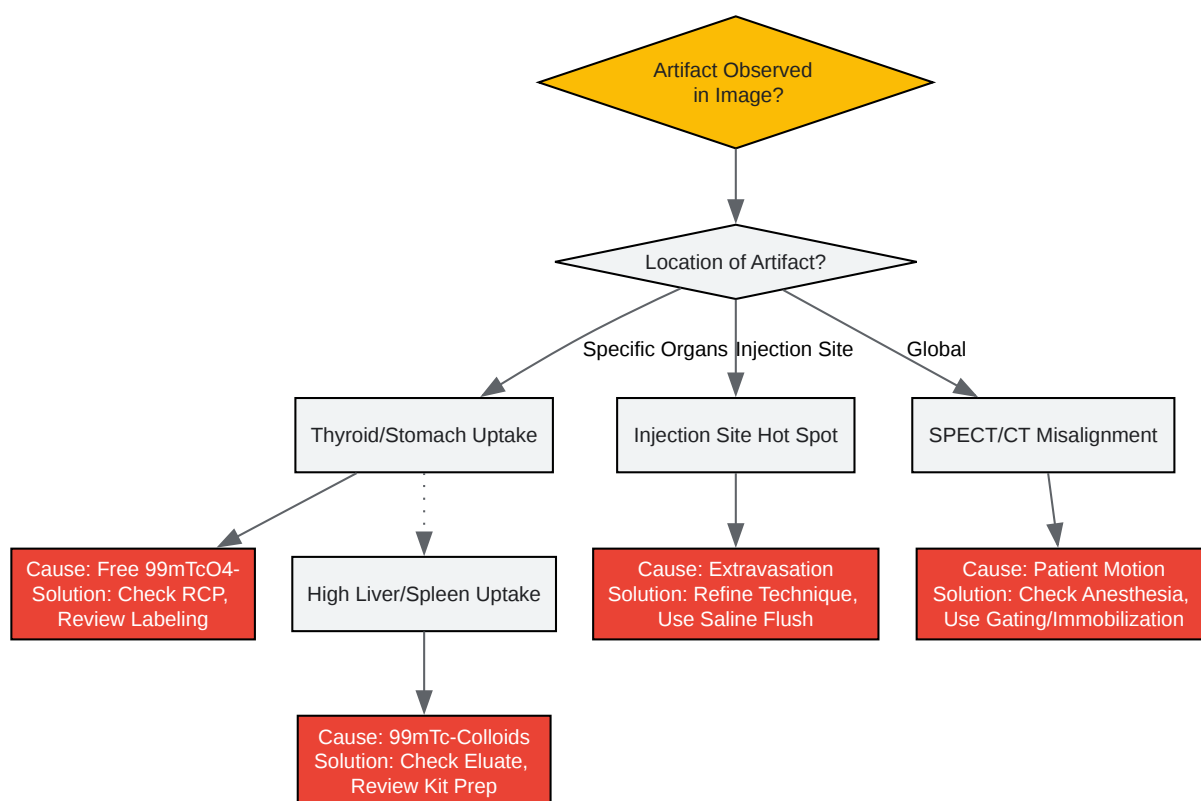 Artifact Observed
in Image?
Location of Artifact?
Specific Organs
Injection Site
Global
Thyroid/Stomach Uptake
Injection Site Hot Spot
SPECT/CT Misalignment
Cause: Free 99mTcO4-
Solution: Check RCP,
Review Labeling
High Liver/Spleen Uptake
Cause: Extravasation
Solution: Refine Technique,
Use Saline Flush
Cause: Patient Motion
Solution: Check Anesthesia,
Use Gating/Immobilization
Cause: 99mTc-Colloids
Solution: Check Eluate,
Review Kit Prep